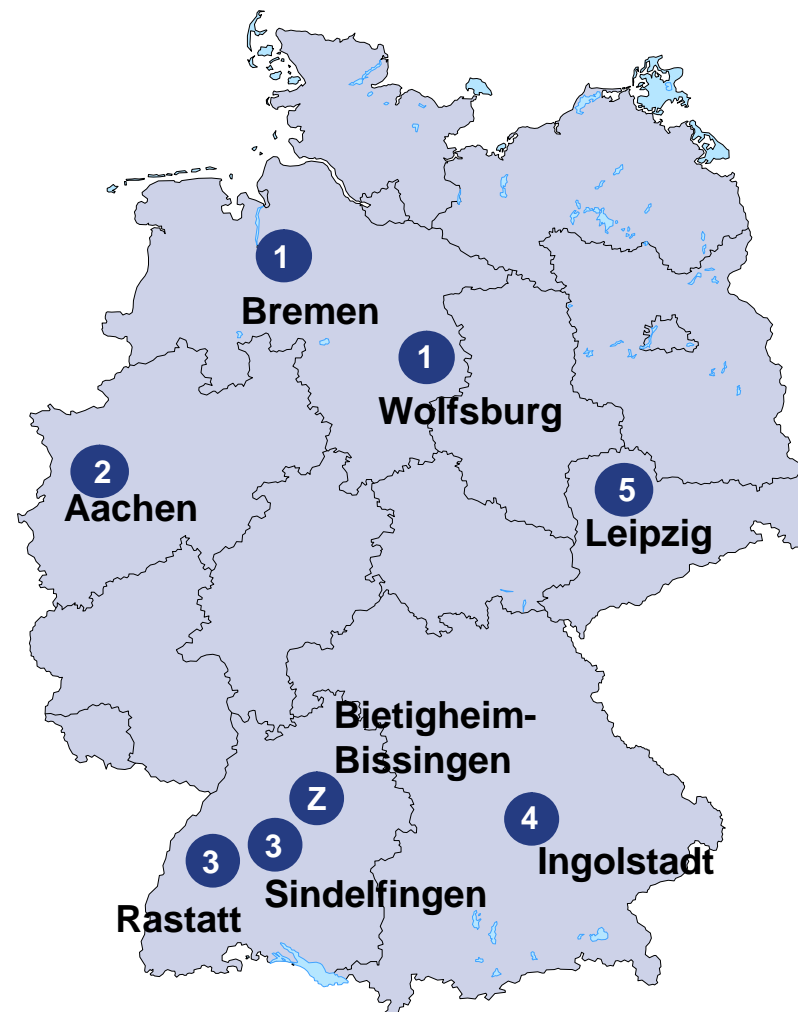 1
Bremen
1
Wolfsburg
2
Aachen
5
Leipzig
Bietigheim-
Bissingen
Z
4
Ingolstadt
3
Sindelfingen
3
Rastatt